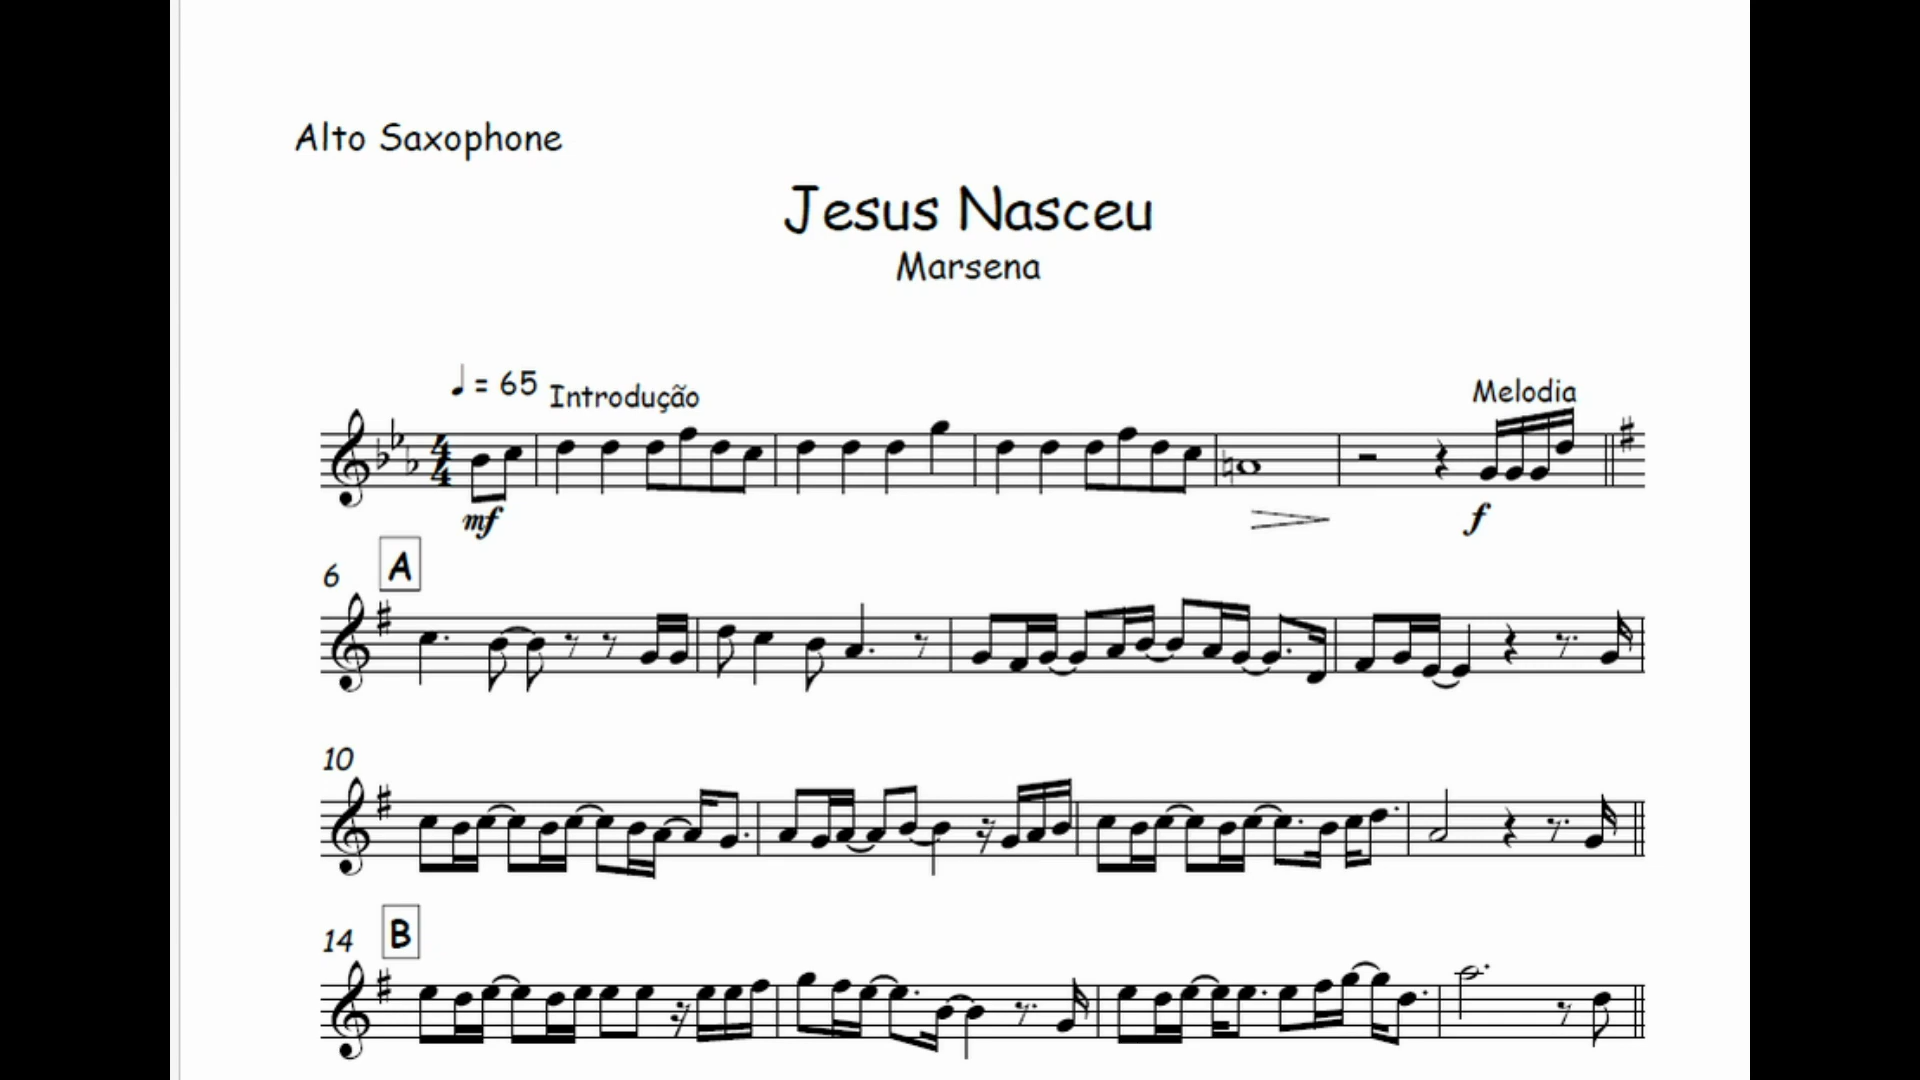 Alto Saxophone
Jesus Nasceu
Marsena
♩ = 65 Introdução
Melodia
mf
f
6 A
10
14 B